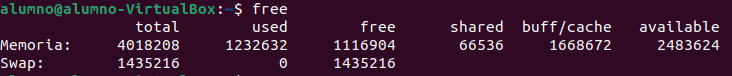 alumno@alumno-VirtualBox:~$ free
total used free shared buff/cache available
Memoria: 4018208 1232632 1116904 66536 1668672 2483624
Swap: 1435216 0 1435216